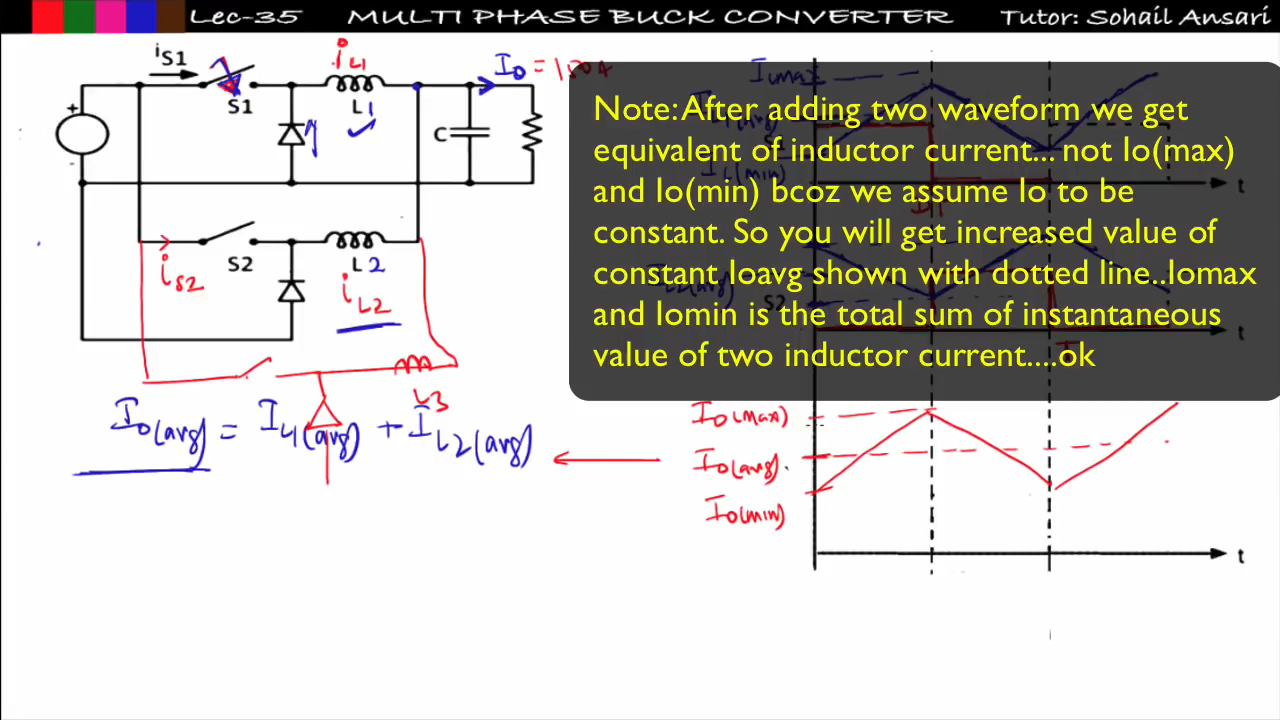 Lec-35 MULTI PHASE BUCK CONVERTER Tutor: Sohail Ansari
iS1
iL1
Io =
S1
L1
C
S2
L2
iS2
iL2
L3
Io(avg) = IL1(avg) + IL2(avg)
Note: After adding two waveform we get
equivalent of inductor current... not Io(max)
and Io(min) bcoz we assume Io to be
constant. So you will get increased value of
constant Ioavg shown with dotted line..Iomax
and Iomin is the total sum of instantaneous
value of two inductor current....ok
t
t
Io(max)
Io(avg)
Io(min)
t